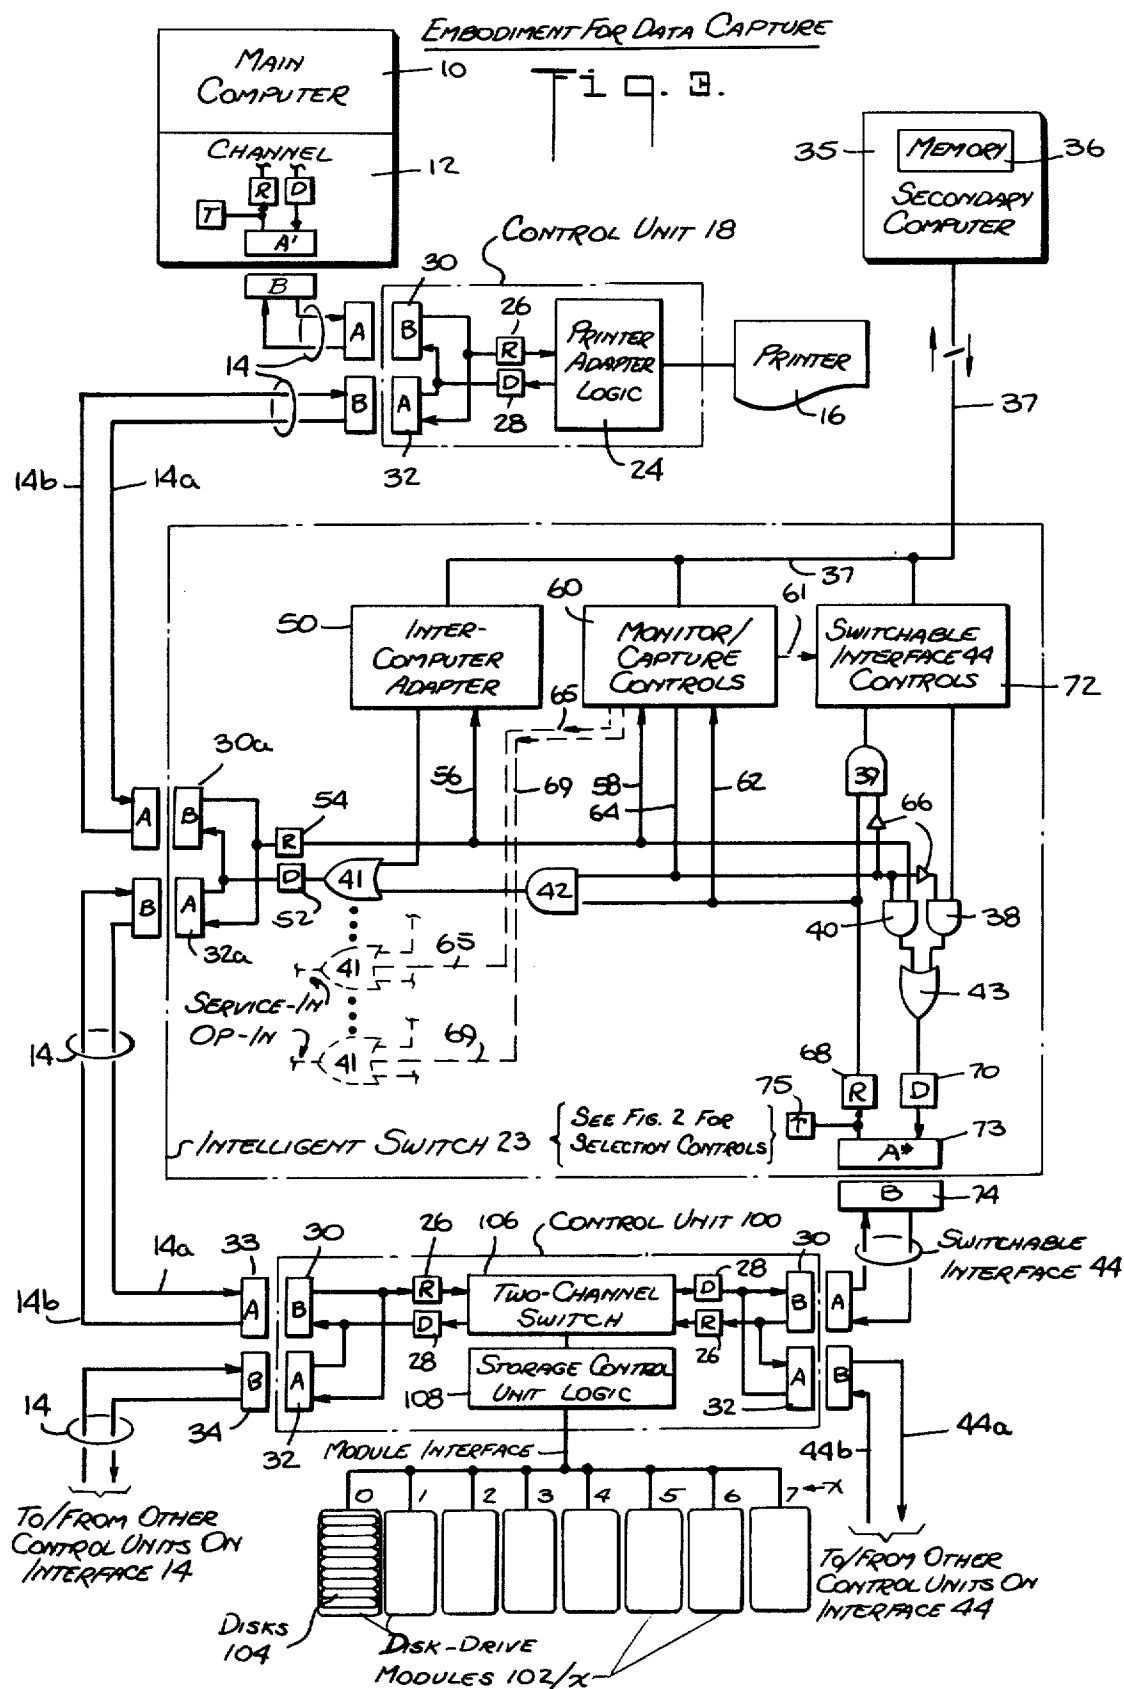 EMBODIMENT FOR DATA CAPTURE
Fig. 3.
MAIN
COMPUTER
10
CHANNEL
12
R
D
T
A'
B
14
A
CONTROL UNIT 18
30
B
26
R
D
28
A
32
PRINTER
ADAPTER
LOGIC
24
PRINTER
16
B
14b
14a
35
MEMORY
36
SECONDARY
COMPUTER
37
37
50
INTER-
COMPUTER
ADAPTER
60
MONITOR/
CAPTURE
CONTROLS
61
SWITCHABLE
INTERFACE 44
CONTROLS
72
65
56
69
58
64
62
39
66
30a
54
A
B
R
D
52
41
42
40
38
B
A
32a
41
65
SERVICE-IN
OP-IN
41
69
43
14
68
R
70
D
75
T
A*
73
INTELLIGENT SWITCH 23
SEE FIG. 2 FOR
SELECTION CONTROLS
B
74
SWITCHABLE
INTERFACE 44
CONTROL UNIT 100
14a
14b
33
A
30
B
26
R
D
28
106
TWO-CHANNEL
SWITCH
28
D
R
26
30
B
A
14
B
34
A
32
108
STORAGE CONTROL
UNIT LOGIC
32
A
B
44b
44a
MODULE INTERFACE
0 1 2 3 4 5 6 7 x
TO/FROM OTHER
CONTROL UNITS ON
INTERFACE 14
TO/FROM OTHER
CONTROL UNITS ON
INTERFACE 44
DISKS
104
DISK-DRIVE
MODULES 102/x